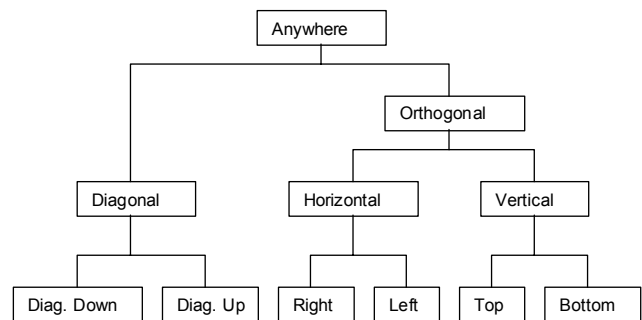 Anywhere
Orthogonal
Diagonal
Horizontal
Vertical
Diag. Down
Diag. Up
Right
Left
Top
Bottom